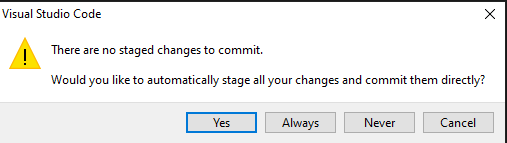 Visual Studio Code
There are no staged changes to commit.
Would you like to automatically stage all your changes and commit them directly?
Yes
Always
Never
Cancel